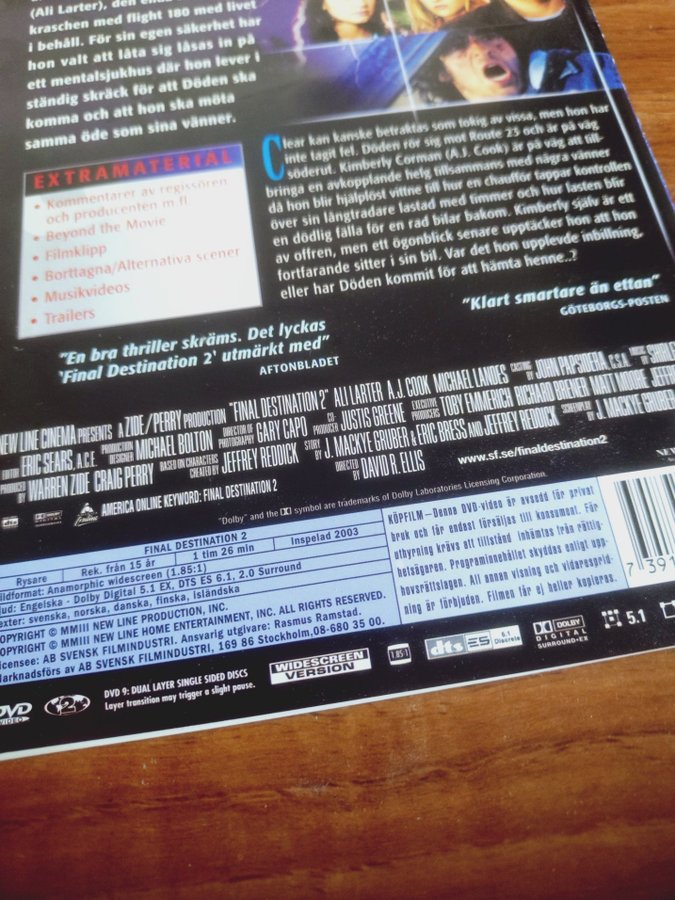 (Ali Larter), den
kraschen med flight 180 med livet
i behåll. För sin egen säkerhet har
hon valt att låta sig låsas in på
ett mentalsjukhus där hon lever i
ständig skräck för att Döden ska
komma och att hon ska möta
samma öde som sina vänner.
EXTRAMATERIAL
• Kommentarer av regissören
och producenten m fl
• Beyond the Movie
• Filmklipp
• Borttagna/Alternativa scener
• Musikvideos
• Trailers
Clear kan kanske betraktas som tokig av vissa, men hon har
inte tagit fel. Döden rör sig mot Route 23 och är på väg
söderut. Kimberly Corman (A.J. Cook) är på väg att till-
bringa en avkopplande helg tillsammans med några vänner
då hon blir hjälplöst vittne till hur en chaufför tappar kontrollen
över sin långtradare lastad med timmer och hur lasten blir
en dödlig fälla för en rad bilar bakom. Kimberly själv är ett
av offren, men ett ögonblick senare upptäcker hon att hon
fortfarande sitter i sin bil. Var det hon upplevde inbillning,
eller har Döden kommit för att hämta henne..?
"En bra thriller skräms. Det lyckas
'Final Destination 2' utmärkt med"
AFTONBLADET
"Klart smartare än ettan"
GÖTEBORGS-POSTEN
NEW LINE CINEMA PRESENTS A ZIDE/PERRY PRODUCTION "FINAL DESTINATION 2" ALI LARTER A.J. COOK MICHAEL LANDES CASTING BY JOHN PAPSIDERA, C.S.A. MUSIC BY
EDITOR ERIC SEARS, A.C.E. PRODUCTION DESIGNER MICHAEL BOLTON DIRECTOR OF PHOTOGRAPHY GARY CAPO CO-PRODUCER JUSTIS GREENE EXECUTIVE PRODUCERS TOBY EMMERICH RICHARD BRENER MATT MOORE
PRODUCED BY WARREN ZIDE CRAIG PERRY BASED ON CHARACTERS CREATED BY JEFFREY REDDICK STORY BY J. MACKYE GRUBER & ERIC BRESS AND JEFFREY REDDICK SCREENPLAY BY J. MACKYE GRUBER
DIRECTED BY DAVID R. ELLIS
www.sf.se/finaldestination2
dts
AMERICA ONLINE KEYWORD: FINAL DESTINATION 2
"Dolby" and the symbol are trademarks of Dolby Laboratories Licensing Corporation.
FINAL DESTINATION 2
Rysare Rek. från 15 år 1 tim 26 min Inspelad 2003
Bildformat: Anamorphic widescreen (1.85:1)
Ljud: Engelska - Dolby Digital 5.1 EX, DTS ES 6.1, 2.0 Surround
Texter: svenska, norska, danska, finska, isländska
COPYRIGHT © MMIII NEW LINE PRODUCTION, INC.
COPYRIGHT © MMIII NEW LINE HOME ENTERTAINMENT, INC. ALL RIGHTS RESERVED.
Licensee: AB SVENSK FILMINDUSTRI. Ansvarig utgivare: Rasmus Ramstad.
Marknadsförs av AB SVENSK FILMINDUSTRI, 169 86 Stockholm,08-680 35 00.
KÖPFILM – Denna DVD-video är avsedd för privat
bruk och får endast försäljas till konsument. För
uthyrning krävs att tillstånd inhämtas från rättig-
hetsägaren. Programinnehållet skyddas enligt upp-
hovsrättslagen. All annan visning och vidaresprid-
ning är förbjuden. Filmen får ej heller kopieras.
7 391
DVD
VIDEO
2
DVD 9: DUAL LAYER SINGLE SIDED DISCS
Layer transition may trigger a slight pause.
WIDESCREEN
VERSION
1.85:1
dts ES 6.1 Discrete
DOLBY
DIGITAL
SURROUND•EX
5.1